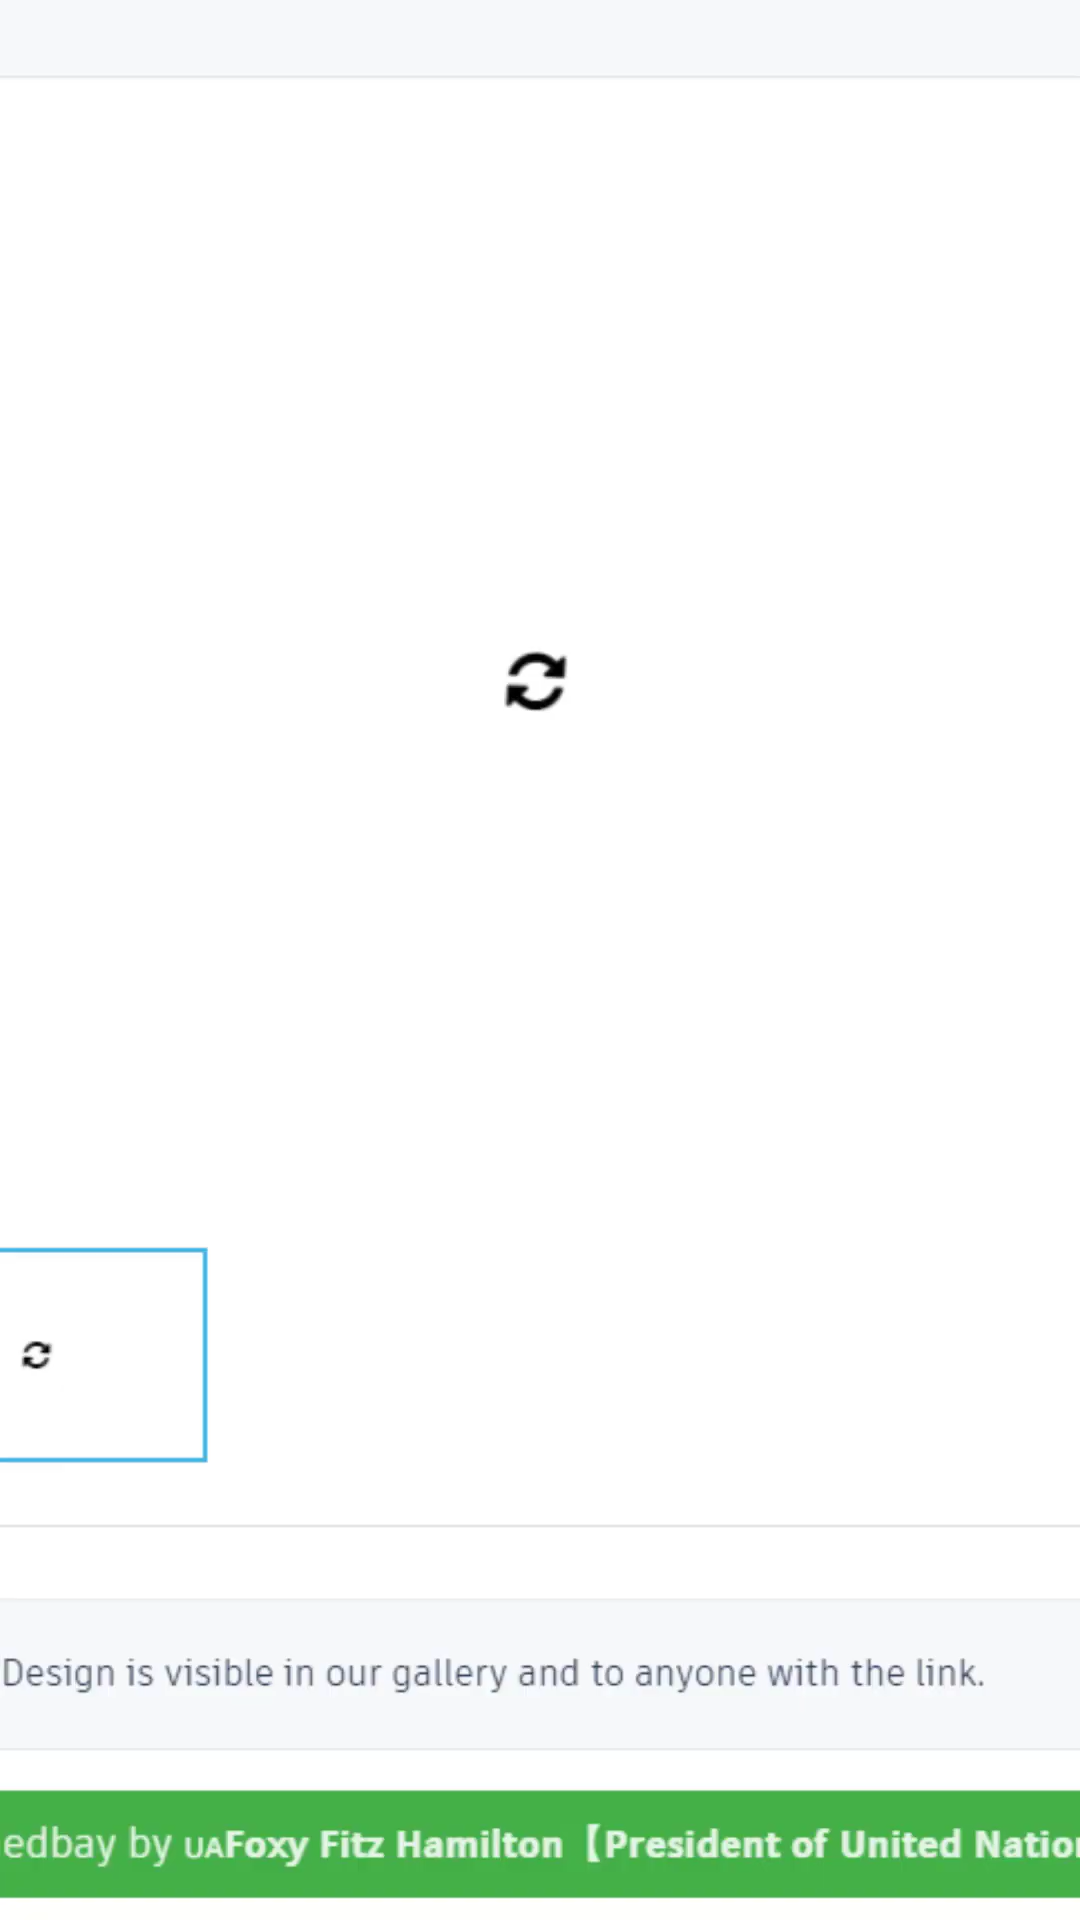 Design is visible in our gallery and to anyone with the link.
edbay by UAFoxy Fitz Hamilton【President of United Nation